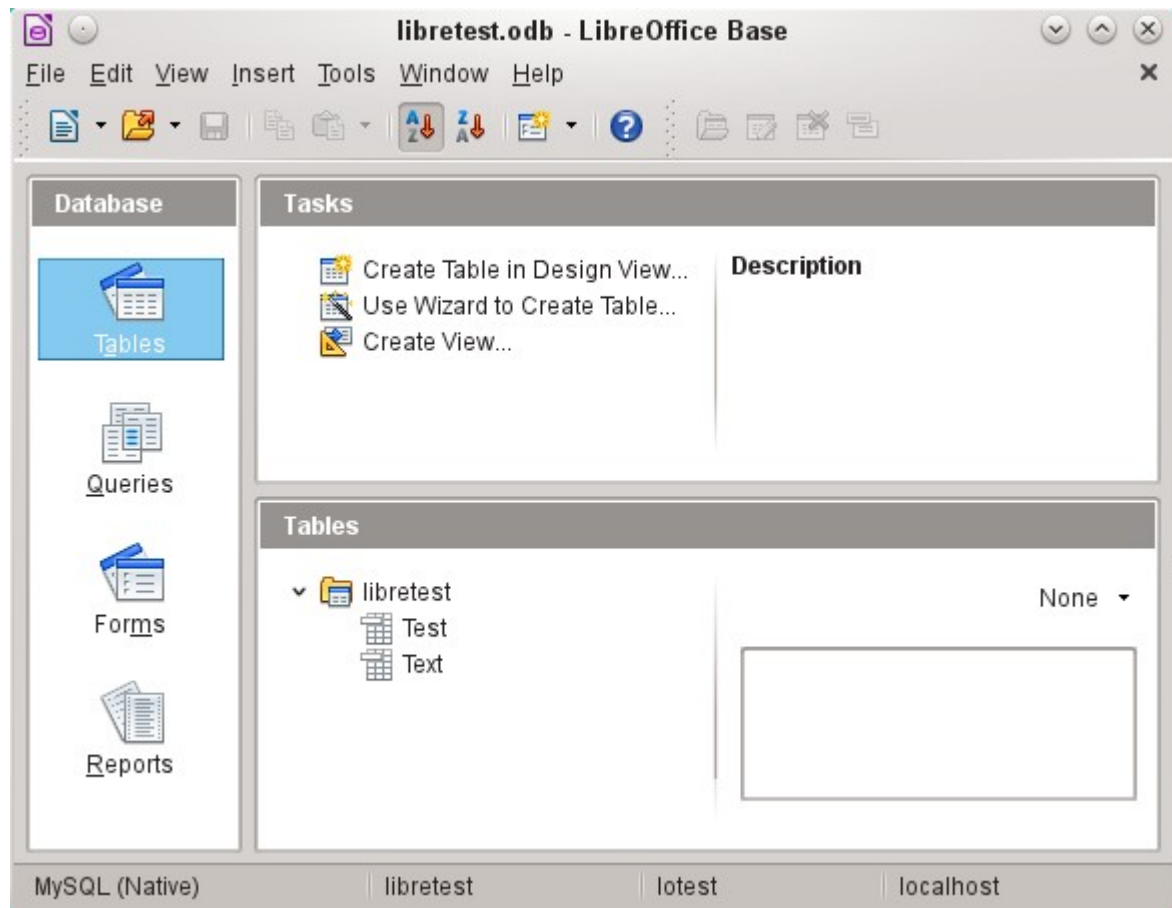 libretest.odb - LibreOffice Base
File Edit View Insert Tools Window Help
Database
Tables
Queries
Forms
Reports
Tasks
Create Table in Design View...
Use Wizard to Create Table...
Create View...
Description
Tables
libretest
Test
Text
None
MySQL (Native) libretest lotest localhost